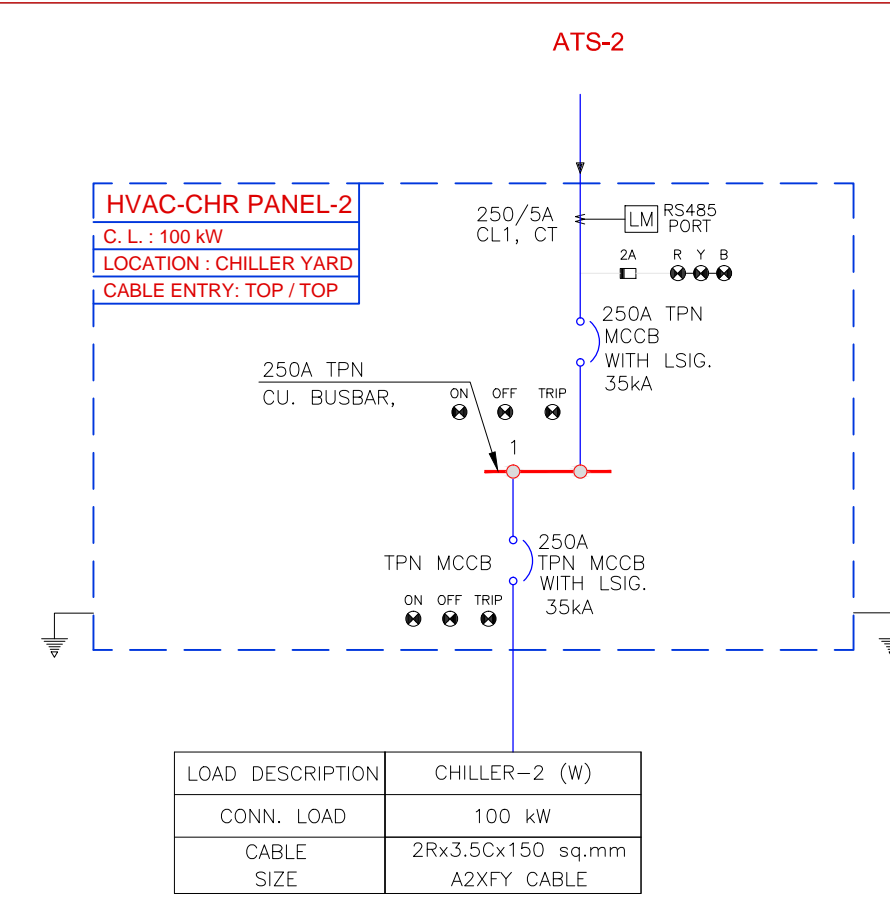 ATS-2
HVAC-CHR PANEL-2
C. L. : 100 kW
LOCATION : CHILLER YARD
CABLE ENTRY: TOP / TOP
250/5A
CL1, CT
LM
RS485
PORT
2A
R Y B
250A TPN
MCCB
WITH LSIG.
35kA
250A TPN
CU. BUSBAR,
ON OFF TRIP
1
TPN MCCB
250A
TPN MCCB
WITH LSIG.
35kA
ON OFF TRIP
LOAD DESCRIPTION CHILLER-2 (W)
CONN. LOAD 100 kW
CABLE
SIZE
2Rx3.5Cx150 sq.mm
A2XFY CABLE